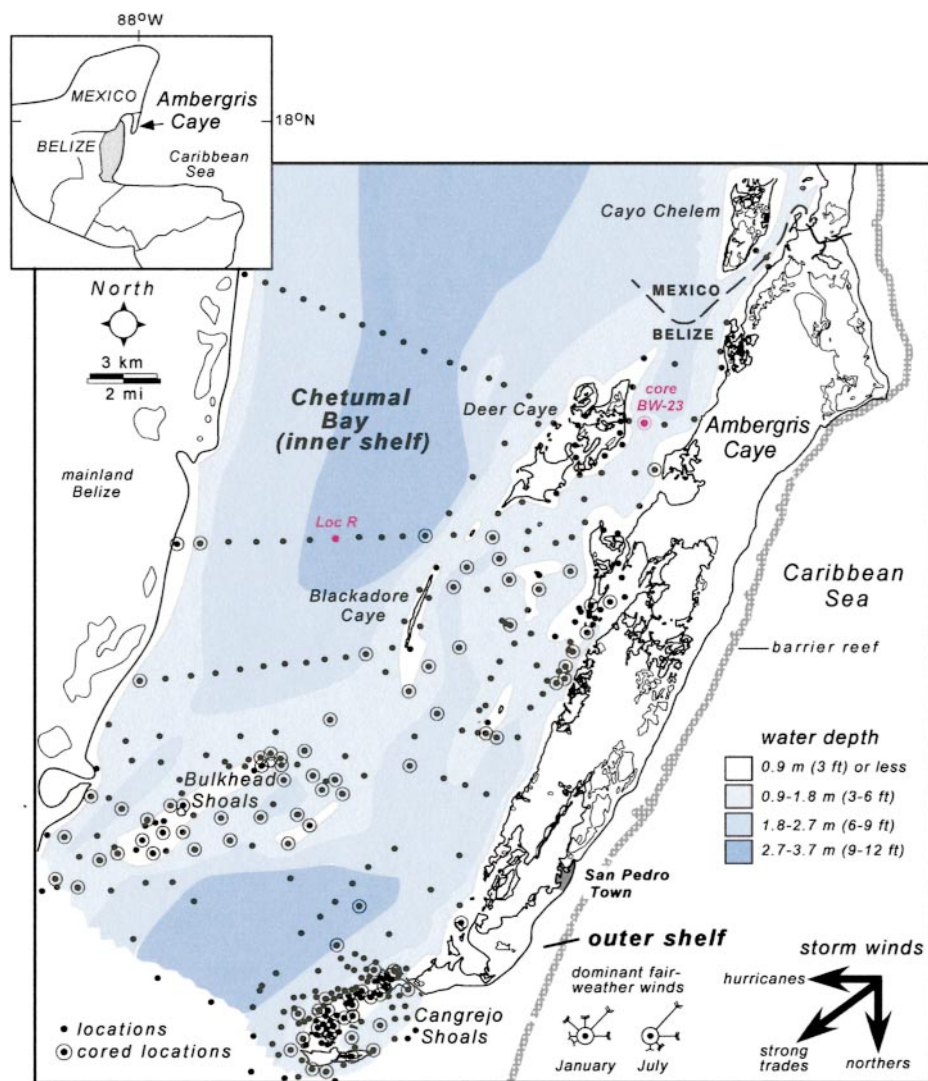 88°W
MEXICO
Ambergris
Caye
18°N
BELIZE
Caribbean
Sea
Cayo Chelem
North
MEXICO
BELIZE
3 km
2 mi
Chetumal
Bay
(inner shelf)
Deer Caye
core
BW-23
Ambergris
Caye
mainland
Belize
Loc R
Blackadore
Caye
Caribbean
Sea
barrier reef
water depth
0.9 m (3 ft) or less
0.9-1.8 m (3-6 ft)
1.8-2.7 m (6-9 ft)
2.7-3.7 m (9-12 ft)
Bulkhead
Shoals
San Pedro
Town
outer shelf
storm winds
dominant fair-
weather winds
hurricanes
locations
cored locations
Cangrejo
Shoals
January
July
strong
trades
northers